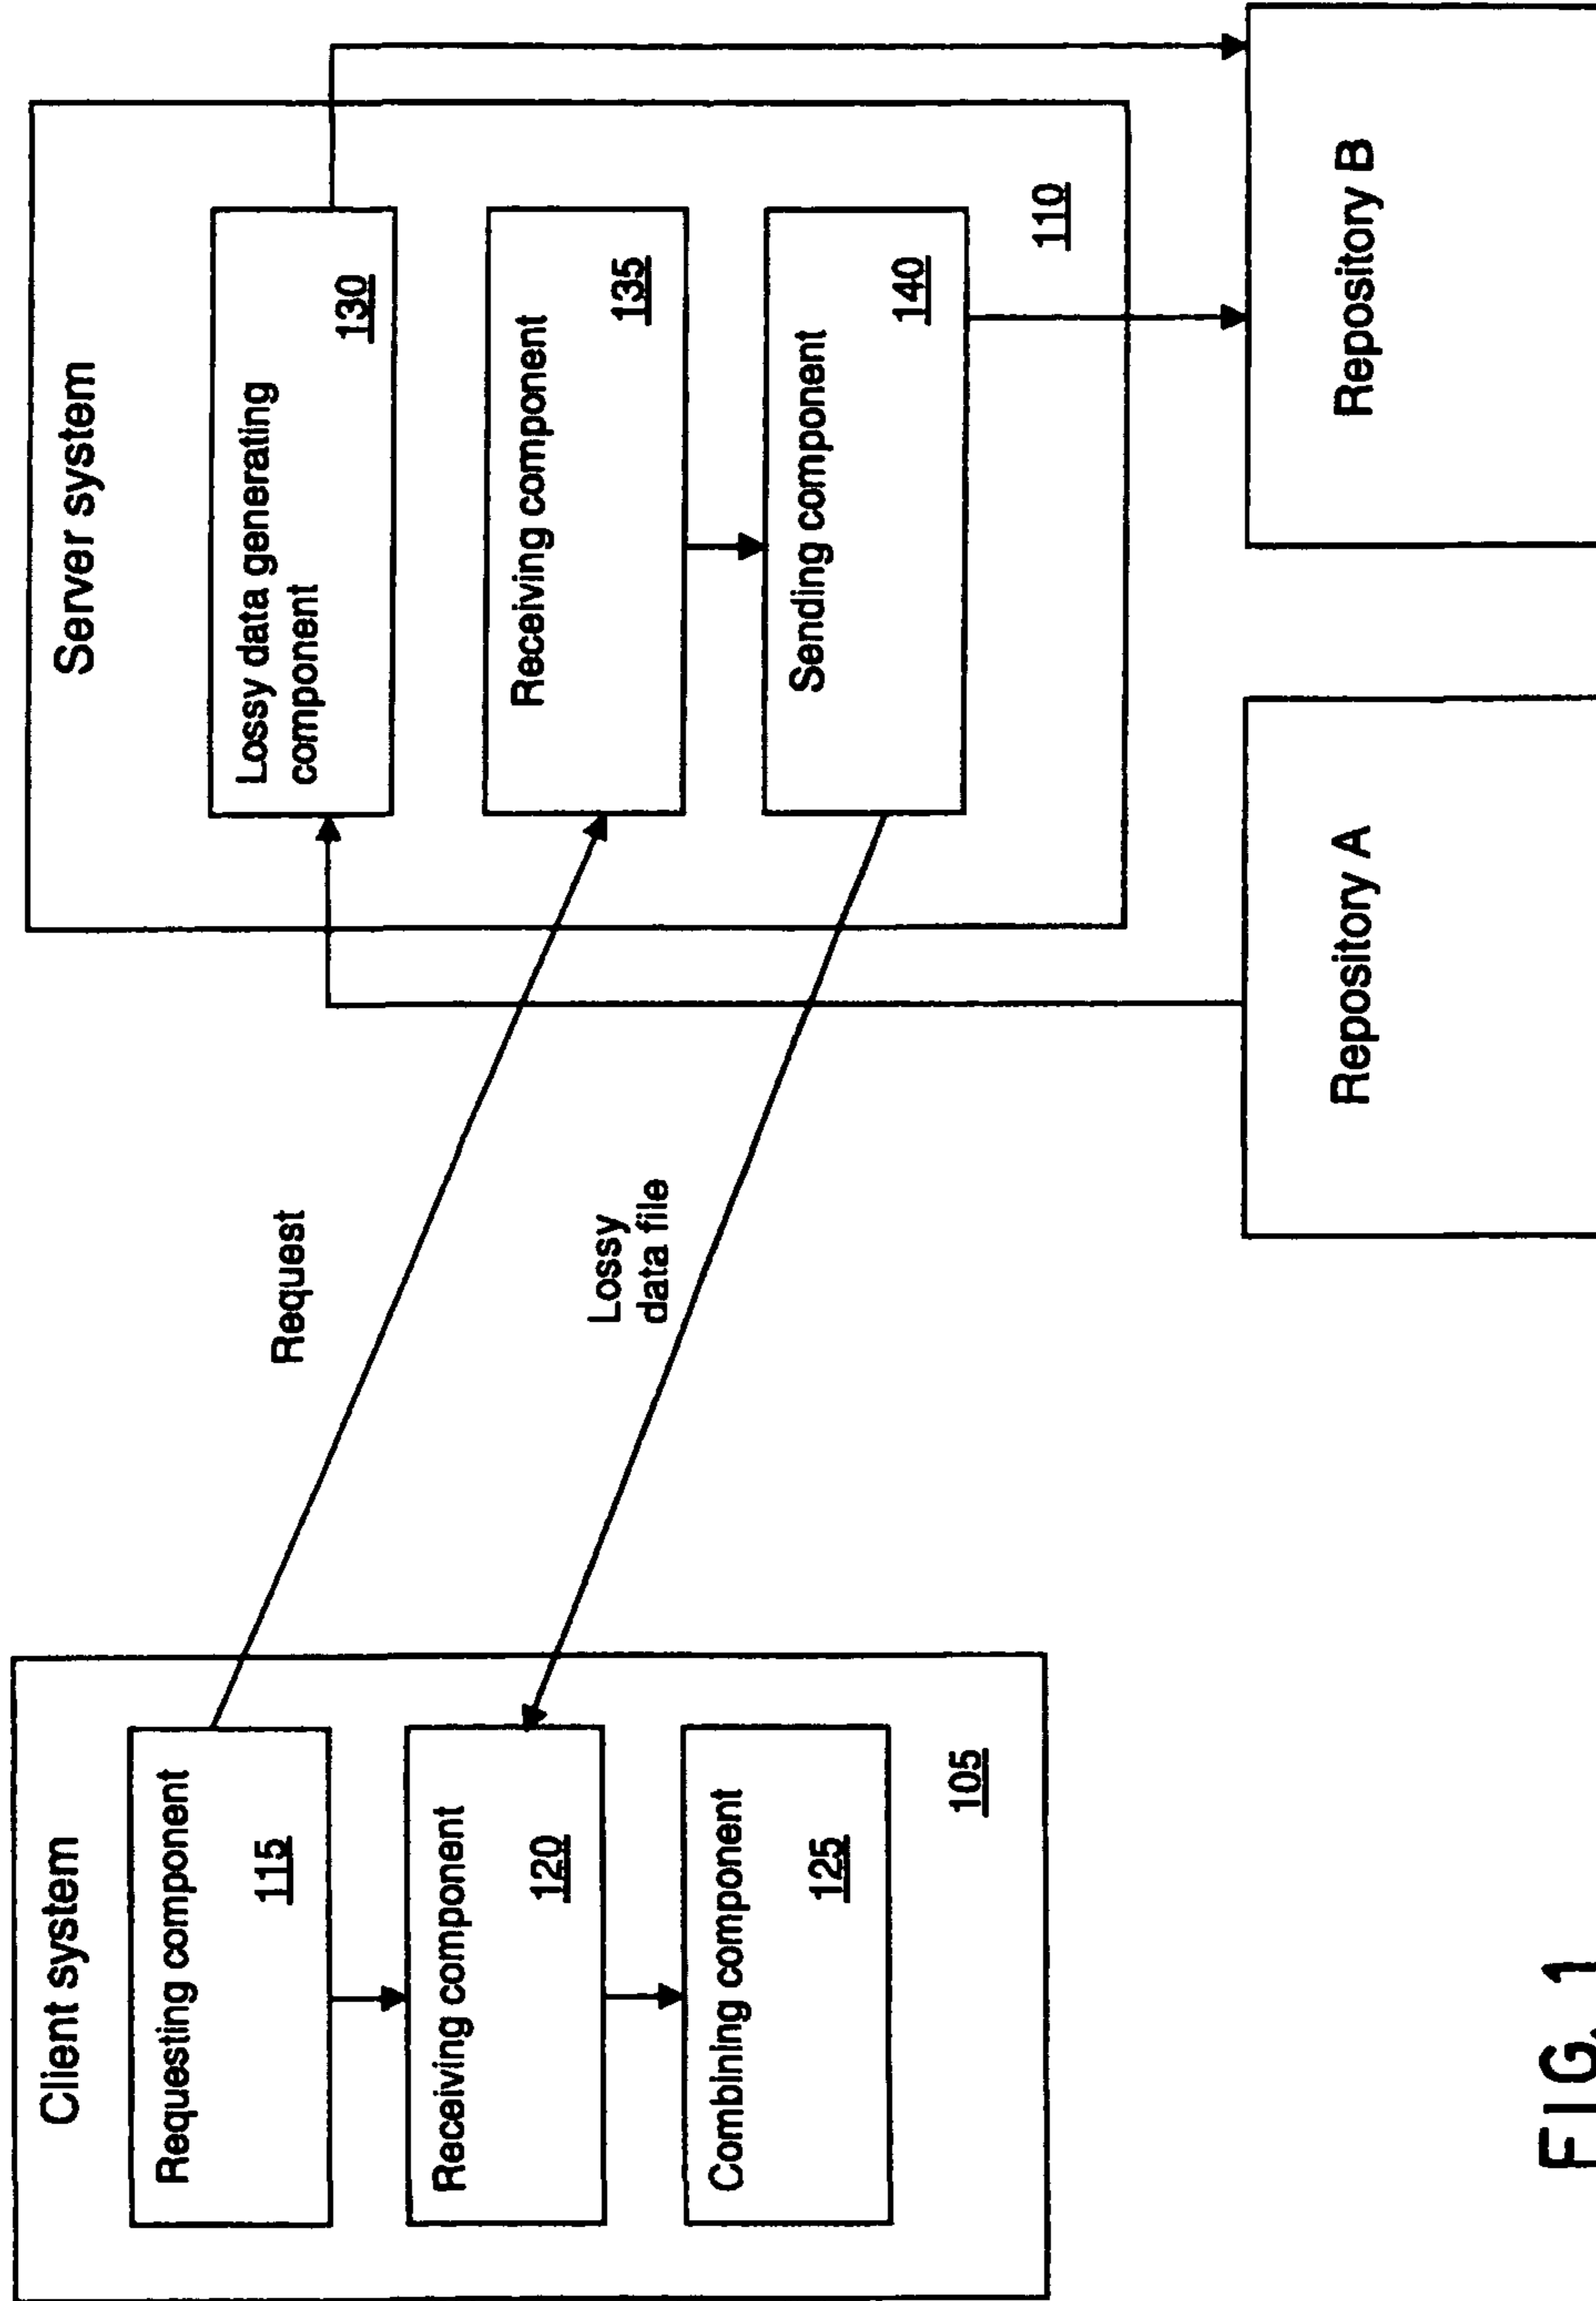 Client system
Requesting component
115
Receiving component
120
Combining component
125
105
Request
Lossy
data file
Server system
Lossy data generating
component
130
Receiving component
135
Sending component
140
110
Repository A
Repository B
FIG. 1